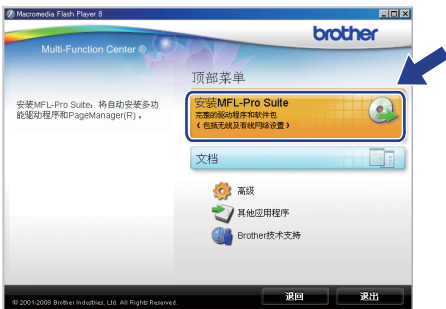 Macromedia Flash Player 8
brother
Multi-Function Center ®
顶部菜单
安装MFL-Pro Suite，将自动安装多功
能驱动程序和PageManager(R) 。
安装MFL-Pro Suite
完整的驱动程序和软件包
（包括无线及有线网络设置）
文档
高级
其他应用程序
Brother技术支持
© 2001-2008 Brother Industries, Ltd. All Rights Reserved.
退回
退出